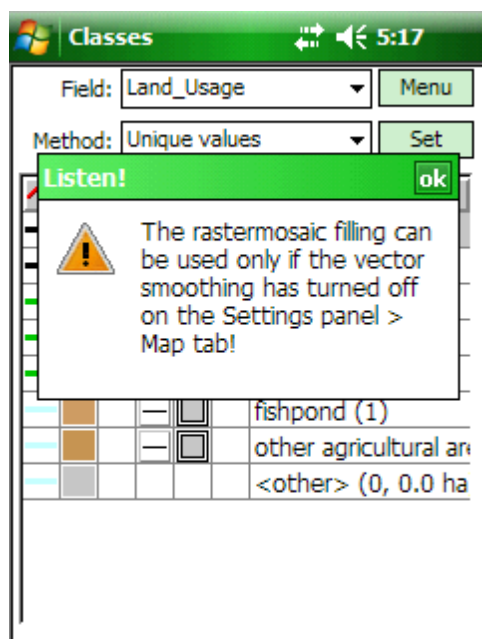 Classes 5:17
Field: Land_Usage Menu
Method: Unique values Set
Listen! ok
The rastermosaic filling can
be used only if the vector
smoothing has turned off
on the Settings panel >
Map tab!
fishpond (1)
other agricultural are
<other> (0, 0.0 ha